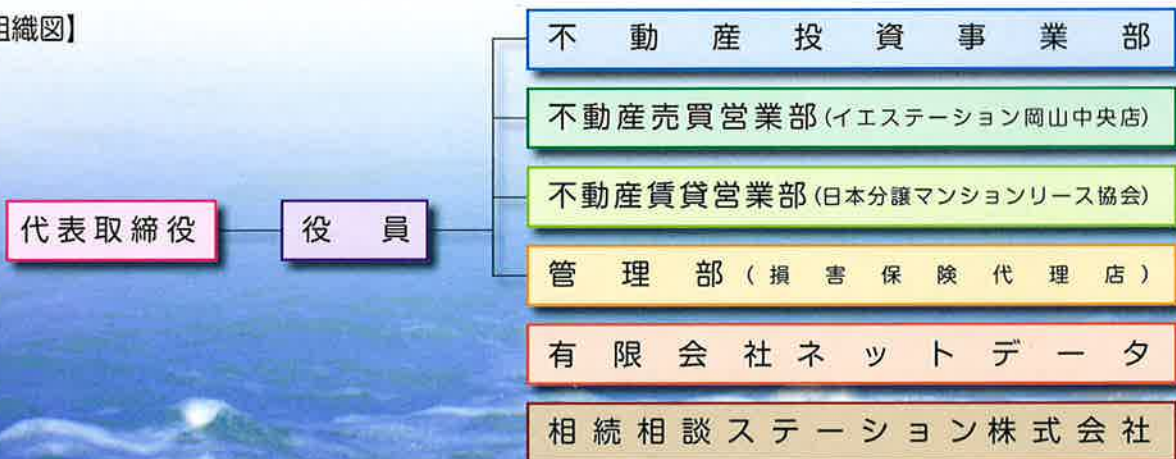 組織図】
代表取締役
役員
不動産投資事業部
不動産売買営業部(イエステーション岡山中央店)
不動産賃貸営業部(日本分譲マンションリース協会)
管理部(損害保険代理店)
有限会社ネットデータ
相続相談ステーション株式会社